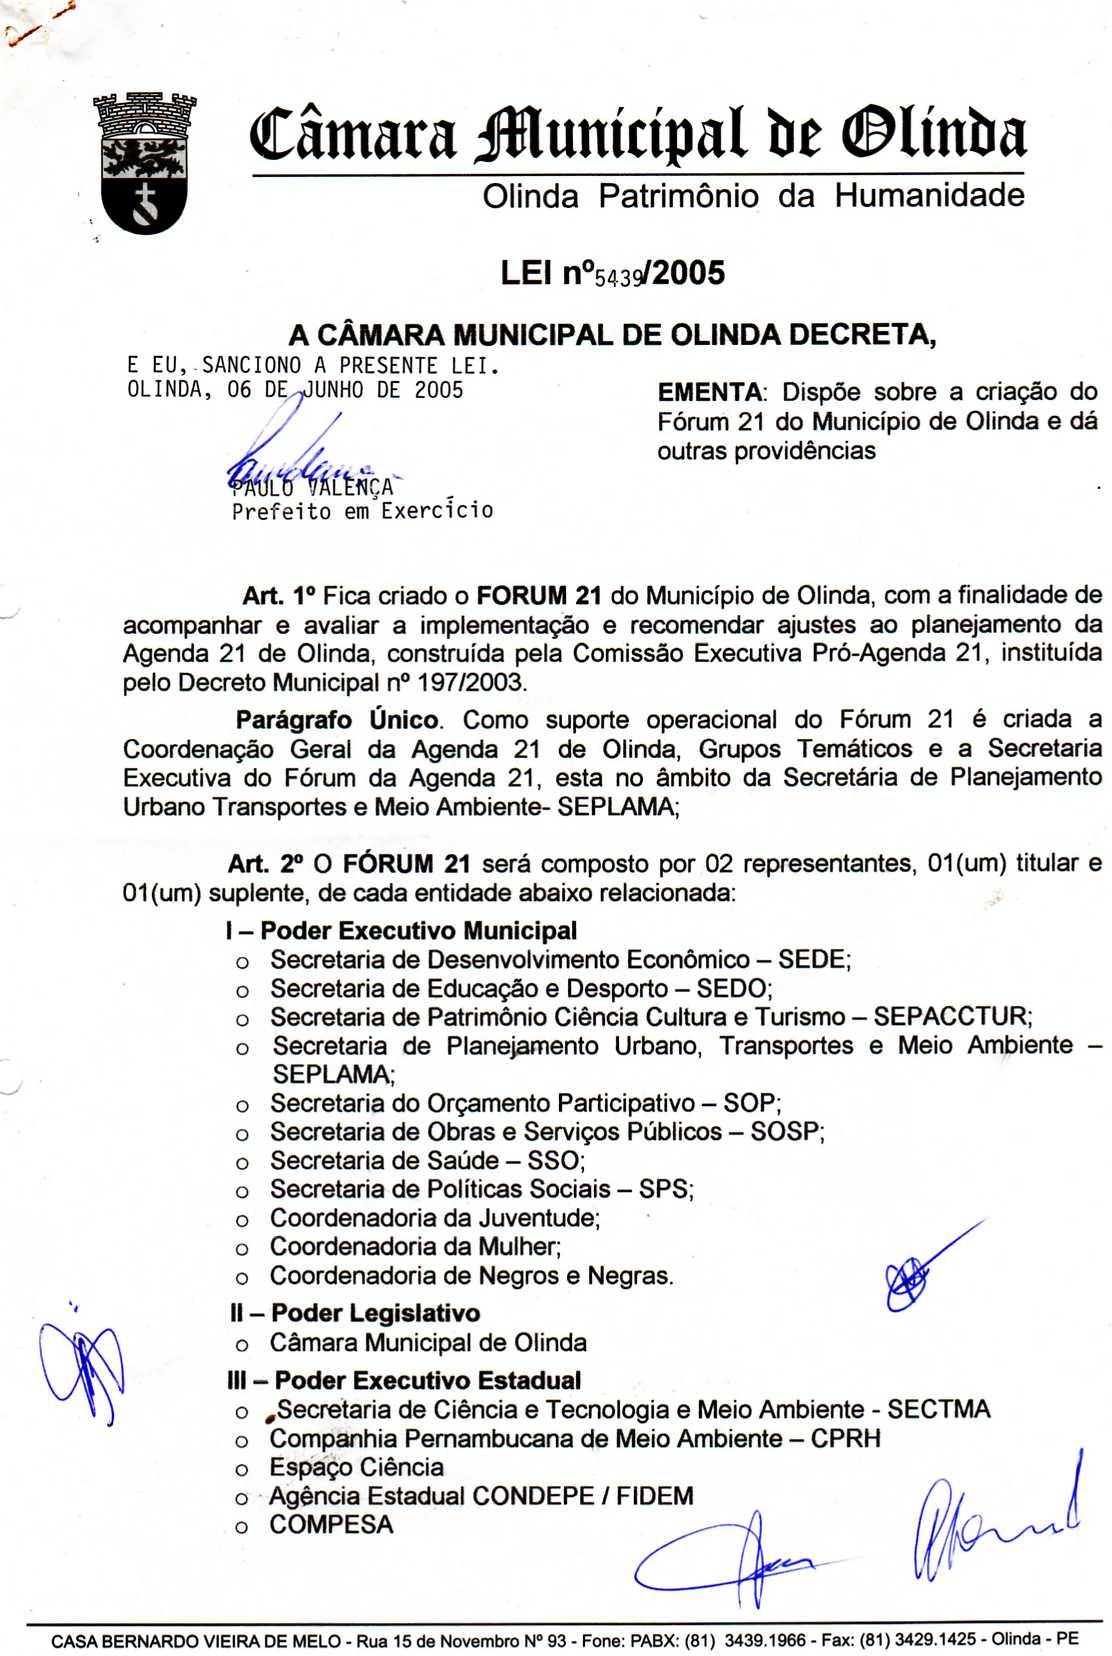 Câmara Municipal de Olinda
Olinda Patrimônio da Humanidade
LEI nº5439/2005
A CÂMARA MUNICIPAL DE OLINDA DECRETA,
E EU, SANCIONO A PRESENTE LEI.
OLINDA, 06 DE JUNHO DE 2005
EMENTA: Dispõe sobre a criação do
Fórum 21 do Município de Olinda e dá
outras providências
PAULO VALENÇA
Prefeito em Exercício
Art. 1º Fica criado o FORUM 21 do Município de Olinda, com a finalidade de
acompanhar e avaliar a implementação e recomendar ajustes ao planejamento da
Agenda 21 de Olinda, construída pela Comissão Executiva Pró-Agenda 21, instituída
pelo Decreto Municipal nº 197/2003.
Parágrafo Único. Como suporte operacional do Fórum 21 é criada a
Coordenação Geral da Agenda 21 de Olinda, Grupos Temáticos e a Secretaria
Executiva do Fórum da Agenda 21, esta no âmbito da Secretária de Planejamento
Urbano Transportes e Meio Ambiente- SEPLAMA;
Art. 2º O FÓRUM 21 será composto por 02 representantes, 01(um) titular e
01(um) suplente, de cada entidade abaixo relacionada:
I – Poder Executivo Municipal
o Secretaria de Desenvolvimento Econômico – SEDE;
o Secretaria de Educação e Desporto – SEDO;
o Secretaria de Patrimônio Ciência Cultura e Turismo – SEPACCTUR;
o Secretaria de Planejamento Urbano, Transportes e Meio Ambiente –
SEPLAMA;
o Secretaria do Orçamento Participativo – SOP;
o Secretaria de Obras e Serviços Públicos – SOSP;
o Secretaria de Saúde – SSO;
o Secretaria de Políticas Sociais – SPS;
o Coordenadoria da Juventude;
o Coordenadoria da Mulher;
o Coordenadoria de Negros e Negras.
II – Poder Legislativo
o Câmara Municipal de Olinda
III – Poder Executivo Estadual
o Secretaria de Ciência e Tecnologia e Meio Ambiente - SECTMA
o Companhia Pernambucana de Meio Ambiente – CPRH
o Espaço Ciência
o Agência Estadual CONDEPE / FIDEM
o COMPESA
CASA BERNARDO VIEIRA DE MELO - Rua 15 de Novembro Nº 93 - Fone: PABX: (81) 3439.1966 - Fax: (81) 3429.1425 - Olinda - PE